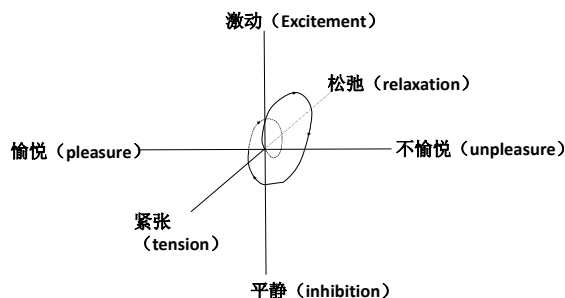 激动（Excitement）
松弛（relaxation）
愉悦（pleasure）
不愉悦（unpleasure）
紧张
（tension）
平静（inhibition）